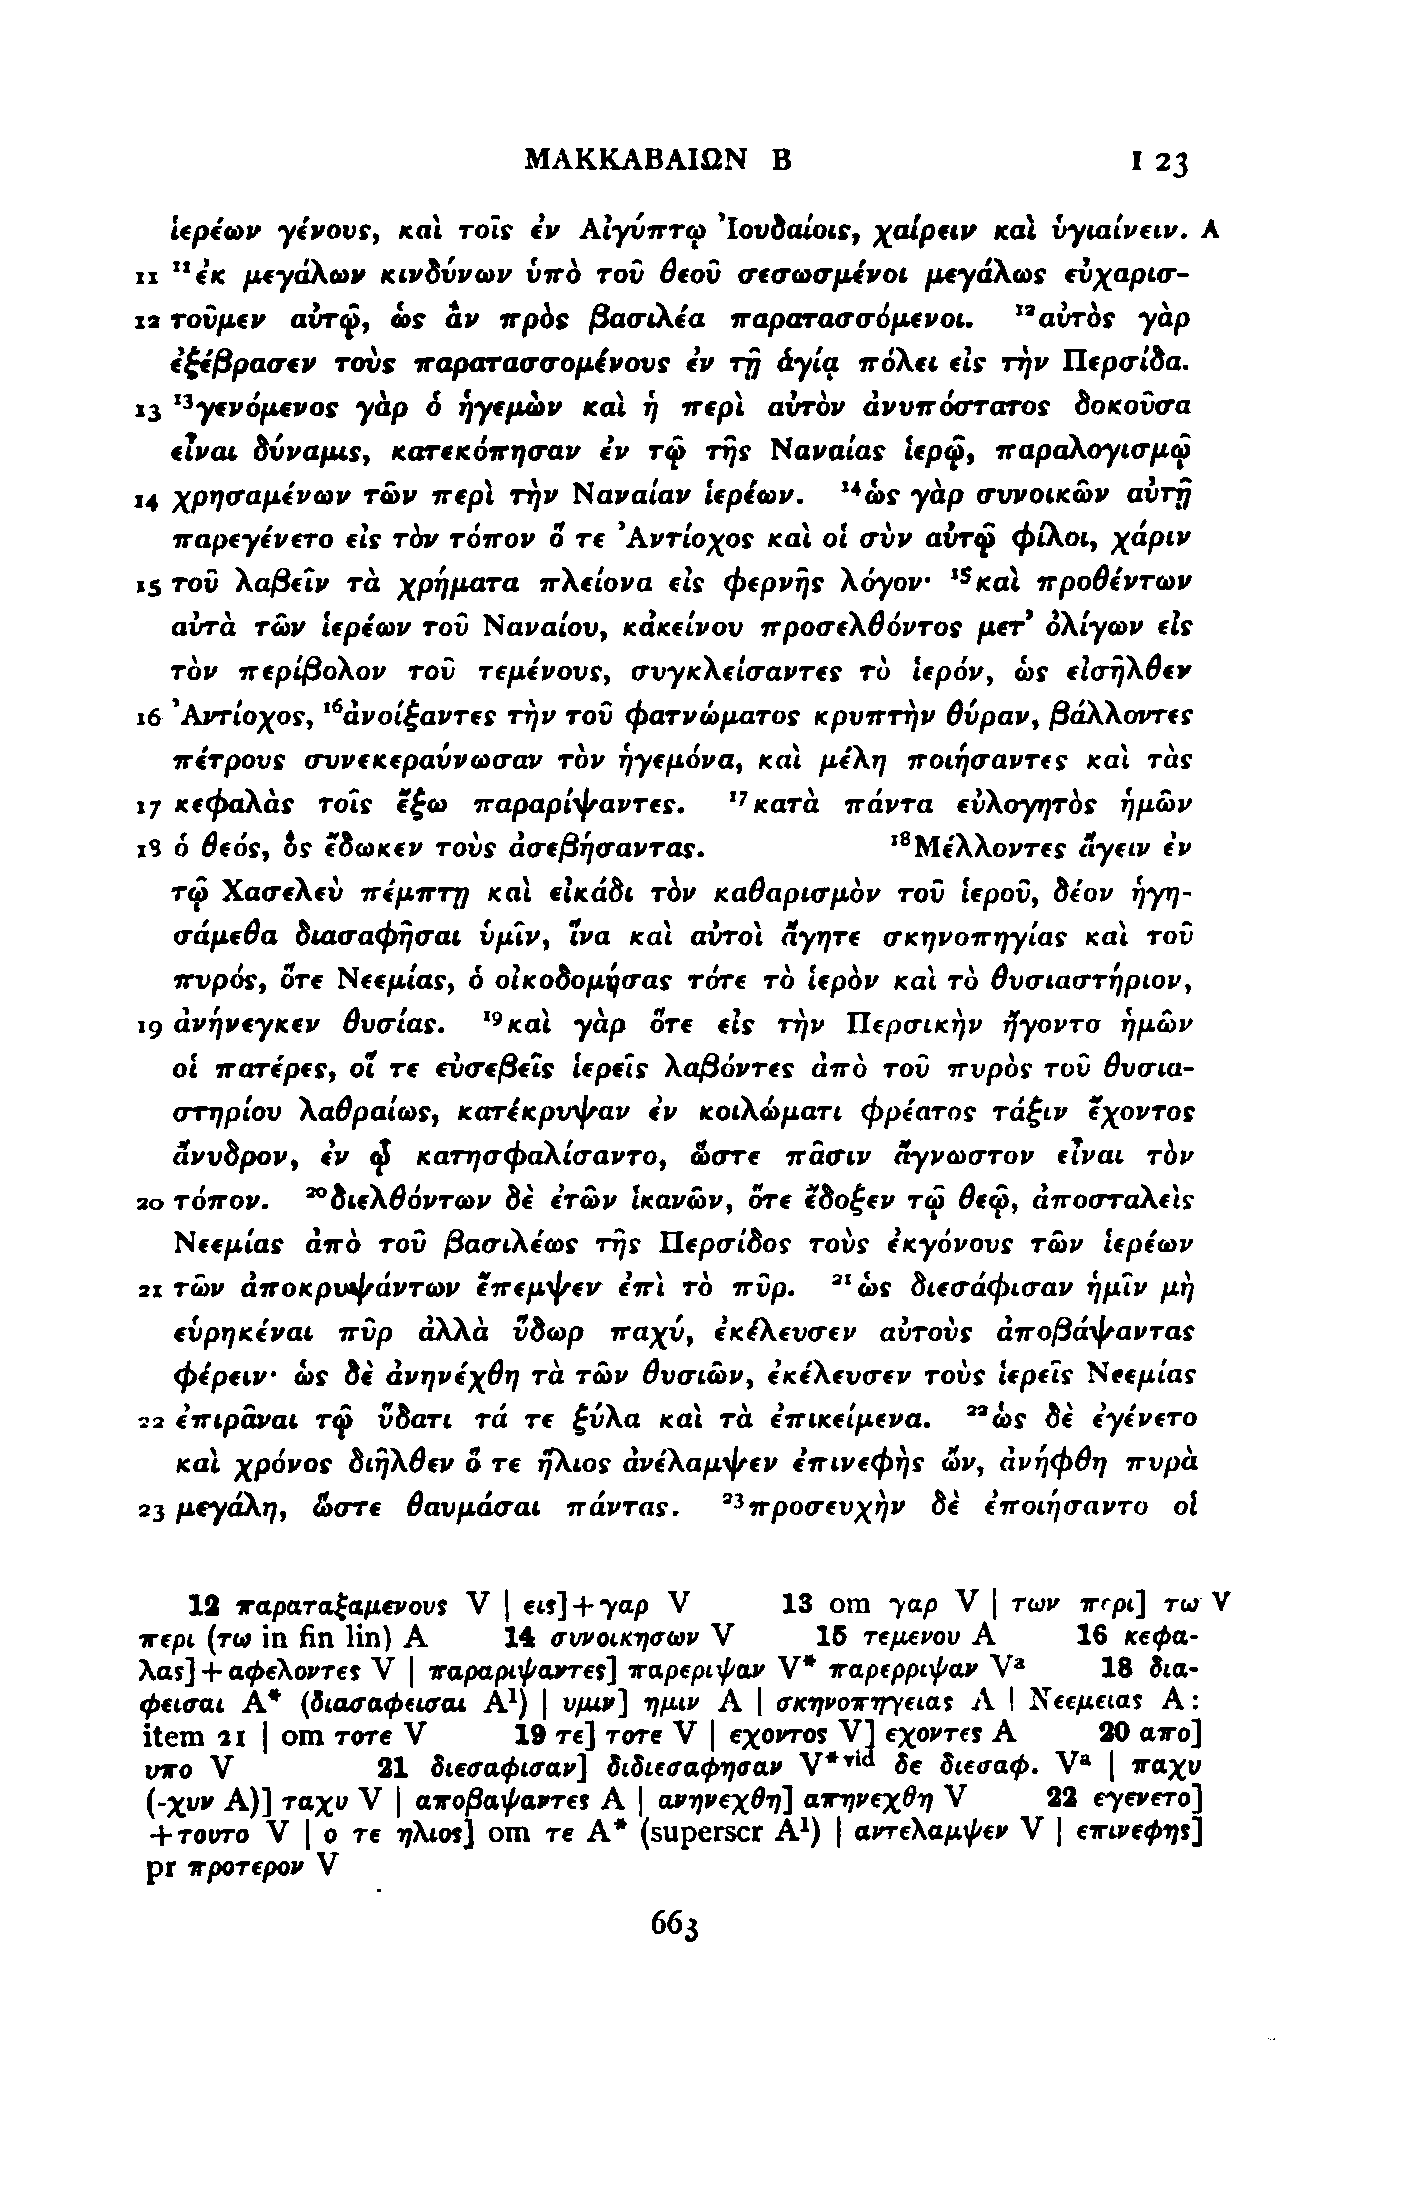 ΜΑΚΚΑΒΑΙΩΝ Β I 23
ἱερέων γένους, καὶ τοῖς ἐν Αἰγύπτῳ Ἰουδαίοις, χαίρειν καὶ ὑγιαίνειν. A
11 ¹¹ἐκ μεγάλων κινδύνων ὑπὸ τοῦ θεοῦ σεσωσμένοι μεγάλως εὐχαρισ-
12 τοῦμεν αὐτῷ, ὡς ἂν πρὸς βασιλέα παρατασσόμενοι. ¹²αὐτὸς γὰρ
ἐξέβρασεν τοὺς παρατασσομένους ἐν τῇ ἁγίᾳ πόλει εἰς τὴν Περσίδα.
13 ¹³γενόμενος γὰρ ὁ ἡγεμὼν καὶ ἡ περὶ αὐτὸν ἀνυπόστατος δοκοῦσα
εἶναι δύναμις, κατεκόπησαν ἐν τῷ τῆς Ναναίας ἱερῷ, παραλογισμῷ
14 χρησαμένων τῶν περὶ τὴν Ναναίαν ἱερέων. ¹⁴ὡς γὰρ συνοικῶν αὐτῇ
παρεγένετο εἰς τὸν τόπον ὅ τε Ἀντίοχος καὶ οἱ σὺν αὐτῷ φίλοι, χάριν
15 τοῦ λαβεῖν τὰ χρήματα πλείονα εἰς φερνῆς λόγον· ¹⁵καὶ προθέντων
αὐτὰ τῶν ἱερέων τοῦ Ναναίου, κἀκείνου προσελθόντος μετ’ ὀλίγων εἰς
τὸν περίβολον τοῦ τεμένους, συγκλείσαντες τὸ ἱερόν, ὡς εἰσῆλθεν
16 Ἀντίοχος, ¹⁶ἀνοίξαντες τὴν τοῦ φατνώματος κρυπτὴν θύραν, βάλλοντες
πέτρους συνεκεραύνωσαν τὸν ἡγεμόνα, καὶ μέλη ποιήσαντες καὶ τὰς
17 κεφαλὰς τοῖς ἔξω παραρίψαντες. ¹⁷κατὰ πάντα εὐλογητὸς ἡμῶν
18 ὁ θεός, ὃς ἔδωκεν τοὺς ἀσεβήσαντας. ¹⁸Μέλλοντες ἄγειν ἐν
τῷ Χασελεὺ πέμπτῃ καὶ εἰκάδι τὸν καθαρισμὸν τοῦ ἱεροῦ, δέον ἡγη-
σάμεθα διασαφῆσαι ὑμῖν, ἵνα καὶ αὐτοὶ ἄγητε σκηνοπηγίας καὶ τοῦ
πυρός, ὅτε Νεεμίας, ὁ οἰκοδομήσας τότε τὸ ἱερὸν καὶ τὸ θυσιαστήριον,
19 ἀνήνεγκεν θυσίας. ¹⁹καὶ γὰρ ὅτε εἰς τὴν Περσικὴν ἤγοντο ἡμῶν
οἱ πατέρες, οἵ τε εὐσεβεῖς ἱερεῖς λαβόντες ἀπὸ τοῦ πυρὸς τοῦ θυσια-
στηρίου λαθραίως, κατέκρυψαν ἐν κοιλώματι φρέατος τάξιν ἔχοντος
ἄνυδρον, ἐν ᾧ κατησφαλίσαντο, ὥστε πᾶσιν ἄγνωστον εἶναι τὸν
20 τόπον. ²⁰διελθόντων δὲ ἐτῶν ἱκανῶν, ὅτε ἔδοξεν τῷ θεῷ, ἀποσταλεὶς
Νεεμίας ἀπὸ τοῦ βασιλέως τῆς Περσίδος τοὺς ἐκγόνους τῶν ἱερέων
21 τῶν ἀποκρυψάντων ἔπεμψεν ἐπὶ τὸ πῦρ. ²¹ὡς διεσάφισαν ἡμῖν μὴ
εὑρηκέναι πῦρ ἀλλὰ ὕδωρ παχύ, ἐκέλευσεν αὐτοὺς ἀποβάψαντας
φέρειν· ὡς δὲ ἀνηνέχθη τὰ τῶν θυσιῶν, ἐκέλευσεν τοὺς ἱερεῖς Νεεμίας
22 ἐπιρᾶναι τῷ ὕδατι τά τε ξύλα καὶ τὰ ἐπικείμενα. ²²ὡς δὲ ἐγένετο
καὶ χρόνος διῆλθεν ὅ τε ἥλιος ἀνέλαμψεν ἐπινεφὴς ὤν, ἀνήφθη πυρὰ
23 μεγάλη, ὥστε θαυμάσαι πάντας. ²³προσευχὴν δὲ ἐποιήσαντο οἱ
12 παραταξαμενους V | εις]+γαρ V 13 om γαρ V | των περι] τω V
περι (τω in fin lin) A 14 συνοικησων V 15 τεμενου A 16 κεφα-
λας]+αφελοντες V | παραριψαντες] παρεριψαν V* παρερριψαν Vᵃ 18 δια-
φεισαι A* (διασαφεισαι A¹) | υμιν] ημιν A | σκηνοπηγειας A | Νεεμειας A:
item 21 | om τοτε V 19 τε] τοτε V | εχοντος V] εχοντες A 20 απο]
υπο V 21 διεσαφισαν] διδιεσαφησαν V*ᵛⁱᵈ δε διεσαφ. Vᵃ | παχυ
(-χυν A)] ταχυ V | αποβαψαντες A | ανηνεχθη] απηνεχθη V 22 εγενετο]
+τουτο V | ο τε ηλιος] om τε A* (superscr A¹) | αντελαμψεν V | επινεφης]
pr προτερον V
663